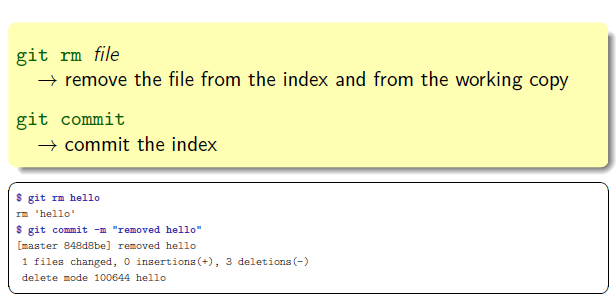 git rm file
→ remove the file from the index and from the working copy
git commit
→ commit the index
$ git rm hello
rm 'hello'
$ git commit -m "removed hello"
[master 848d8be] removed hello
1 files changed, 0 insertions(+), 3 deletions(-)
delete mode 100644 hello